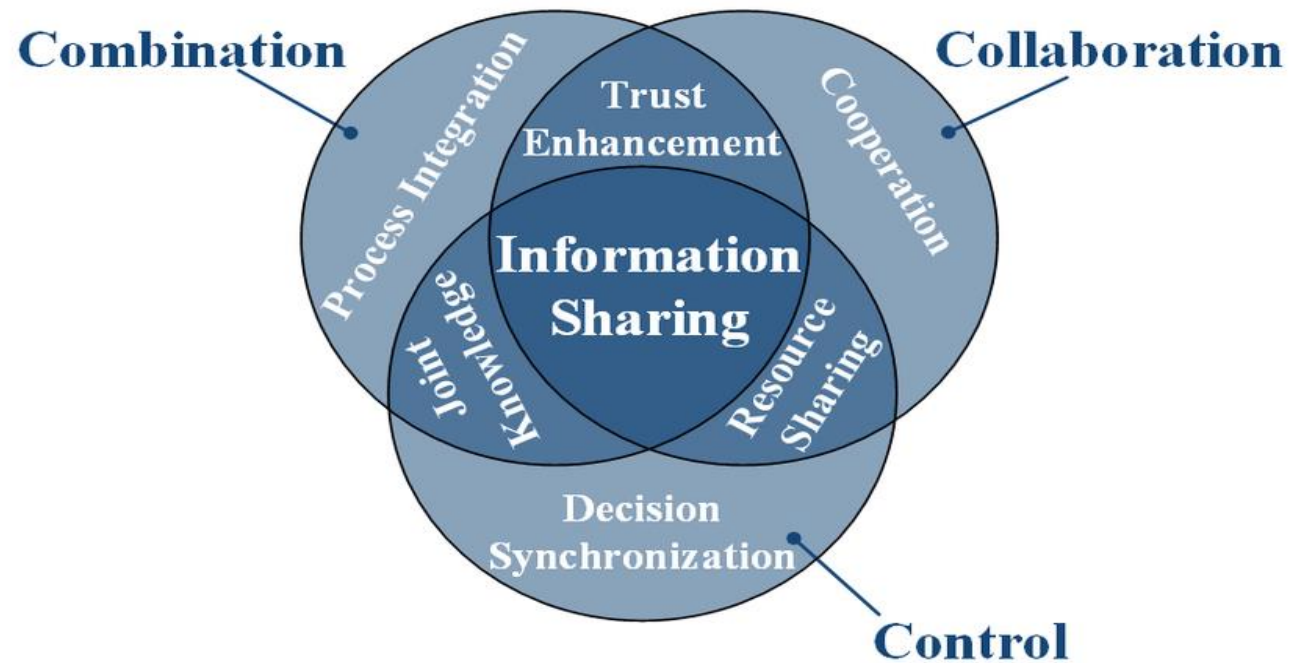 Combination
Collaboration
Process Integration
Trust
Enhancement
Cooperation
Information
Sharing
Joint
Knowledge
Resource
Sharing
Decision
Synchronization
Control